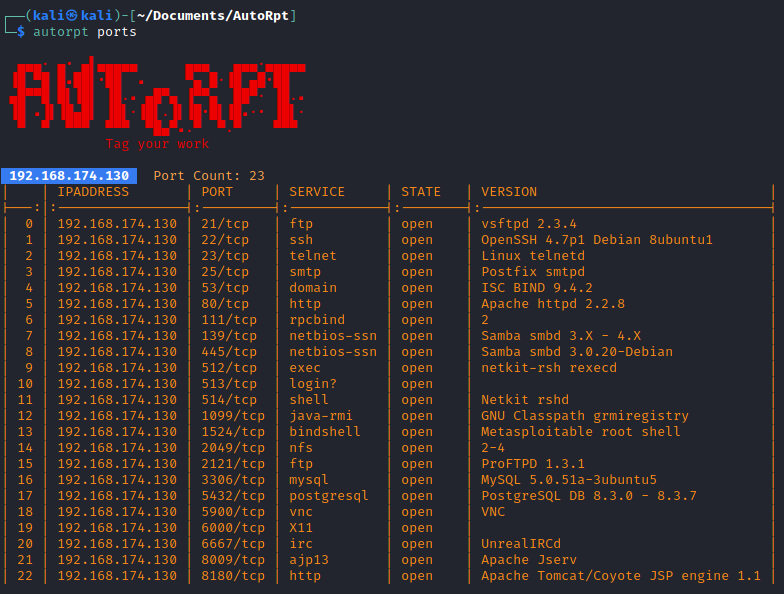 ┌──(kali㉿kali)-[~/Documents/AutoRpt]
└─$ autorpt ports
AutoRpt
Tag your work
192.168.174.130 Port Count: 23
| | IPADDRESS | PORT | SERVICE | STATE | VERSION |
|---:|:---|:---|:---|:---|:---|
| 0 | 192.168.174.130 | 21/tcp | ftp | open | vsftpd 2.3.4 |
| 1 | 192.168.174.130 | 22/tcp | ssh | open | OpenSSH 4.7p1 Debian 8ubuntu1 |
| 2 | 192.168.174.130 | 23/tcp | telnet | open | Linux telnetd |
| 3 | 192.168.174.130 | 25/tcp | smtp | open | Postfix smtpd |
| 4 | 192.168.174.130 | 53/tcp | domain | open | ISC BIND 9.4.2 |
| 5 | 192.168.174.130 | 80/tcp | http | open | Apache httpd 2.2.8 |
| 6 | 192.168.174.130 | 111/tcp | rpcbind | open | 2 |
| 7 | 192.168.174.130 | 139/tcp | netbios-ssn | open | Samba smbd 3.X - 4.X |
| 8 | 192.168.174.130 | 445/tcp | netbios-ssn | open | Samba smbd 3.0.20-Debian |
| 9 | 192.168.174.130 | 512/tcp | exec | open | netkit-rsh rexecd |
| 10 | 192.168.174.130 | 513/tcp | login? | open | |
| 11 | 192.168.174.130 | 514/tcp | shell | open | Netkit rshd |
| 12 | 192.168.174.130 | 1099/tcp | java-rmi | open | GNU Classpath grmiregistry |
| 13 | 192.168.174.130 | 1524/tcp | bindshell | open | Metasploitable root shell |
| 14 | 192.168.174.130 | 2049/tcp | nfs | open | 2-4 |
| 15 | 192.168.174.130 | 2121/tcp | ftp | open | ProFTPD 1.3.1 |
| 16 | 192.168.174.130 | 3306/tcp | mysql | open | MySQL 5.0.51a-3ubuntu5 |
| 17 | 192.168.174.130 | 5432/tcp | postgresql | open | PostgreSQL DB 8.3.0 - 8.3.7 |
| 18 | 192.168.174.130 | 5900/tcp | vnc | open | VNC |
| 19 | 192.168.174.130 | 6000/tcp | X11 | open | |
| 20 | 192.168.174.130 | 6667/tcp | irc | open | UnrealIRCd |
| 21 | 192.168.174.130 | 8009/tcp | ajp13 | open | Apache Jserv |
| 22 | 192.168.174.130 | 8180/tcp | http | open | Apache Tomcat/Coyote JSP engine 1.1 |